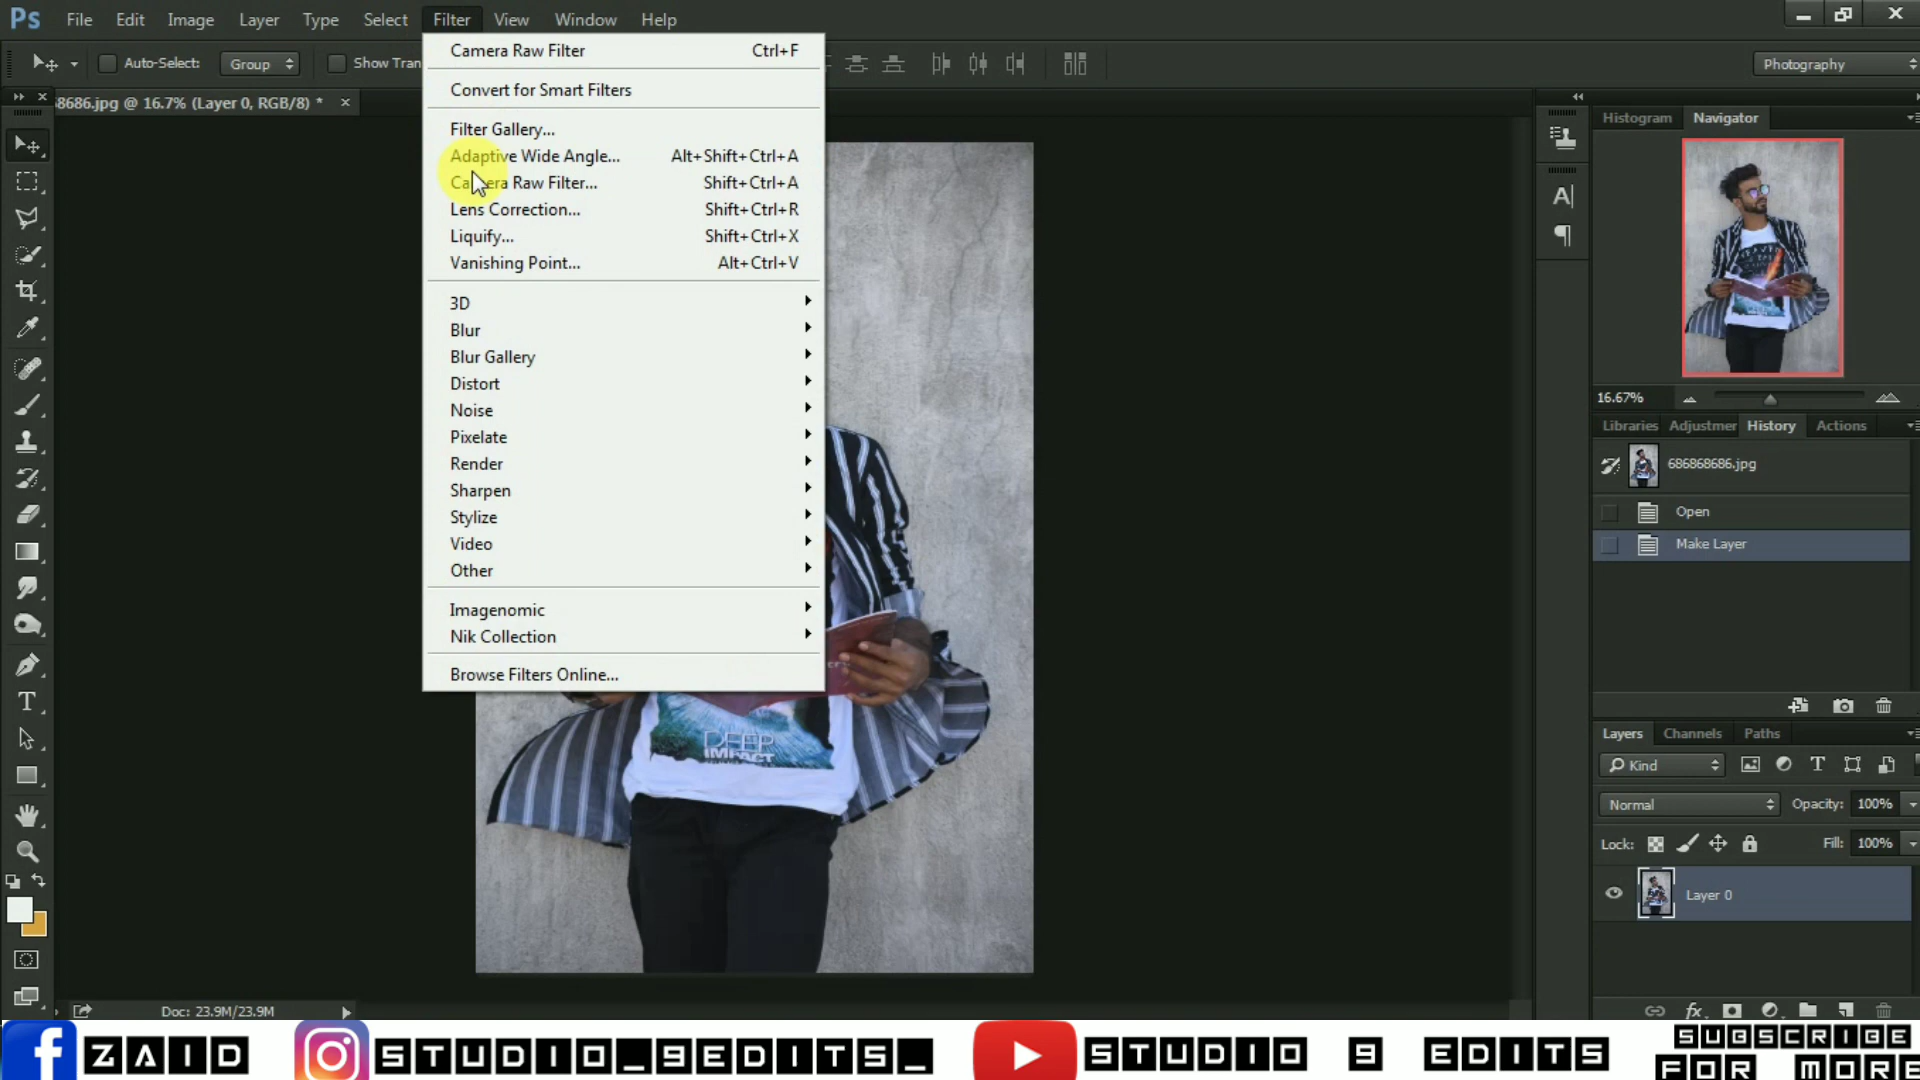 Ps File Edit Image Layer Type Select Filter View Window Help
Auto-Select: Group Show Tran Photography
68686.jpg @ 16.7% (Layer 0, RGB/8) *
Camera Raw Filter Ctrl+F
Convert for Smart Filters
Filter Gallery...
Adaptive Wide Angle... Alt+Shift+Ctrl+A
Camera Raw Filter... Shift+Ctrl+A
Lens Correction... Shift+Ctrl+R
Liquify... Shift+Ctrl+X
Vanishing Point... Alt+Ctrl+V
3D
Blur
Blur Gallery
Distort
Noise
Pixelate
Render
Sharpen
Stylize
Video
Other
Imagenomic
Nik Collection
Browse Filters Online...
DEEP
IMPACT
Histogram Navigator
16.67%
Libraries Adjustmer History Actions
686868686.jpg
Open
Make Layer
Layers Channels Paths
Kind
Normal Opacity: 100%
Lock: Fill: 100%
Layer 0
Doc: 23.9M/23.9M
ZAID STUDIO_9EDITS_ STUDIO 9 EDITS SUBSCRIBE
FOR MORE